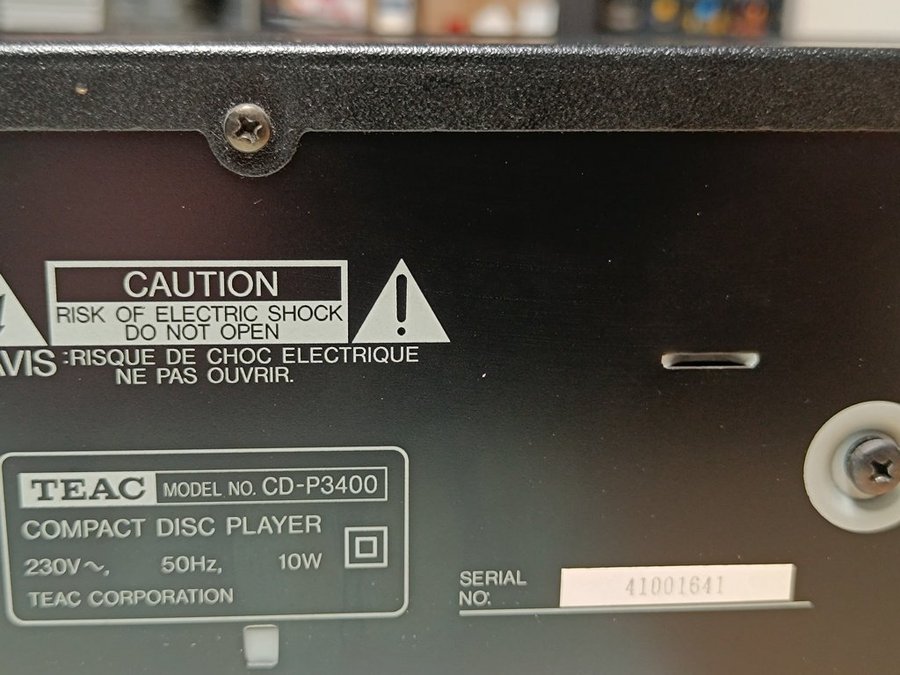 CAUTION
RISK OF ELECTRIC SHOCK
DO NOT OPEN
AVIS :RISQUE DE CHOC ELECTRIQUE
NE PAS OUVRIR.
TEAC MODEL NO. CD-P3400
COMPACT DISC PLAYER
230V~, 50Hz, 10W
TEAC CORPORATION
SERIAL
NO. 41001641